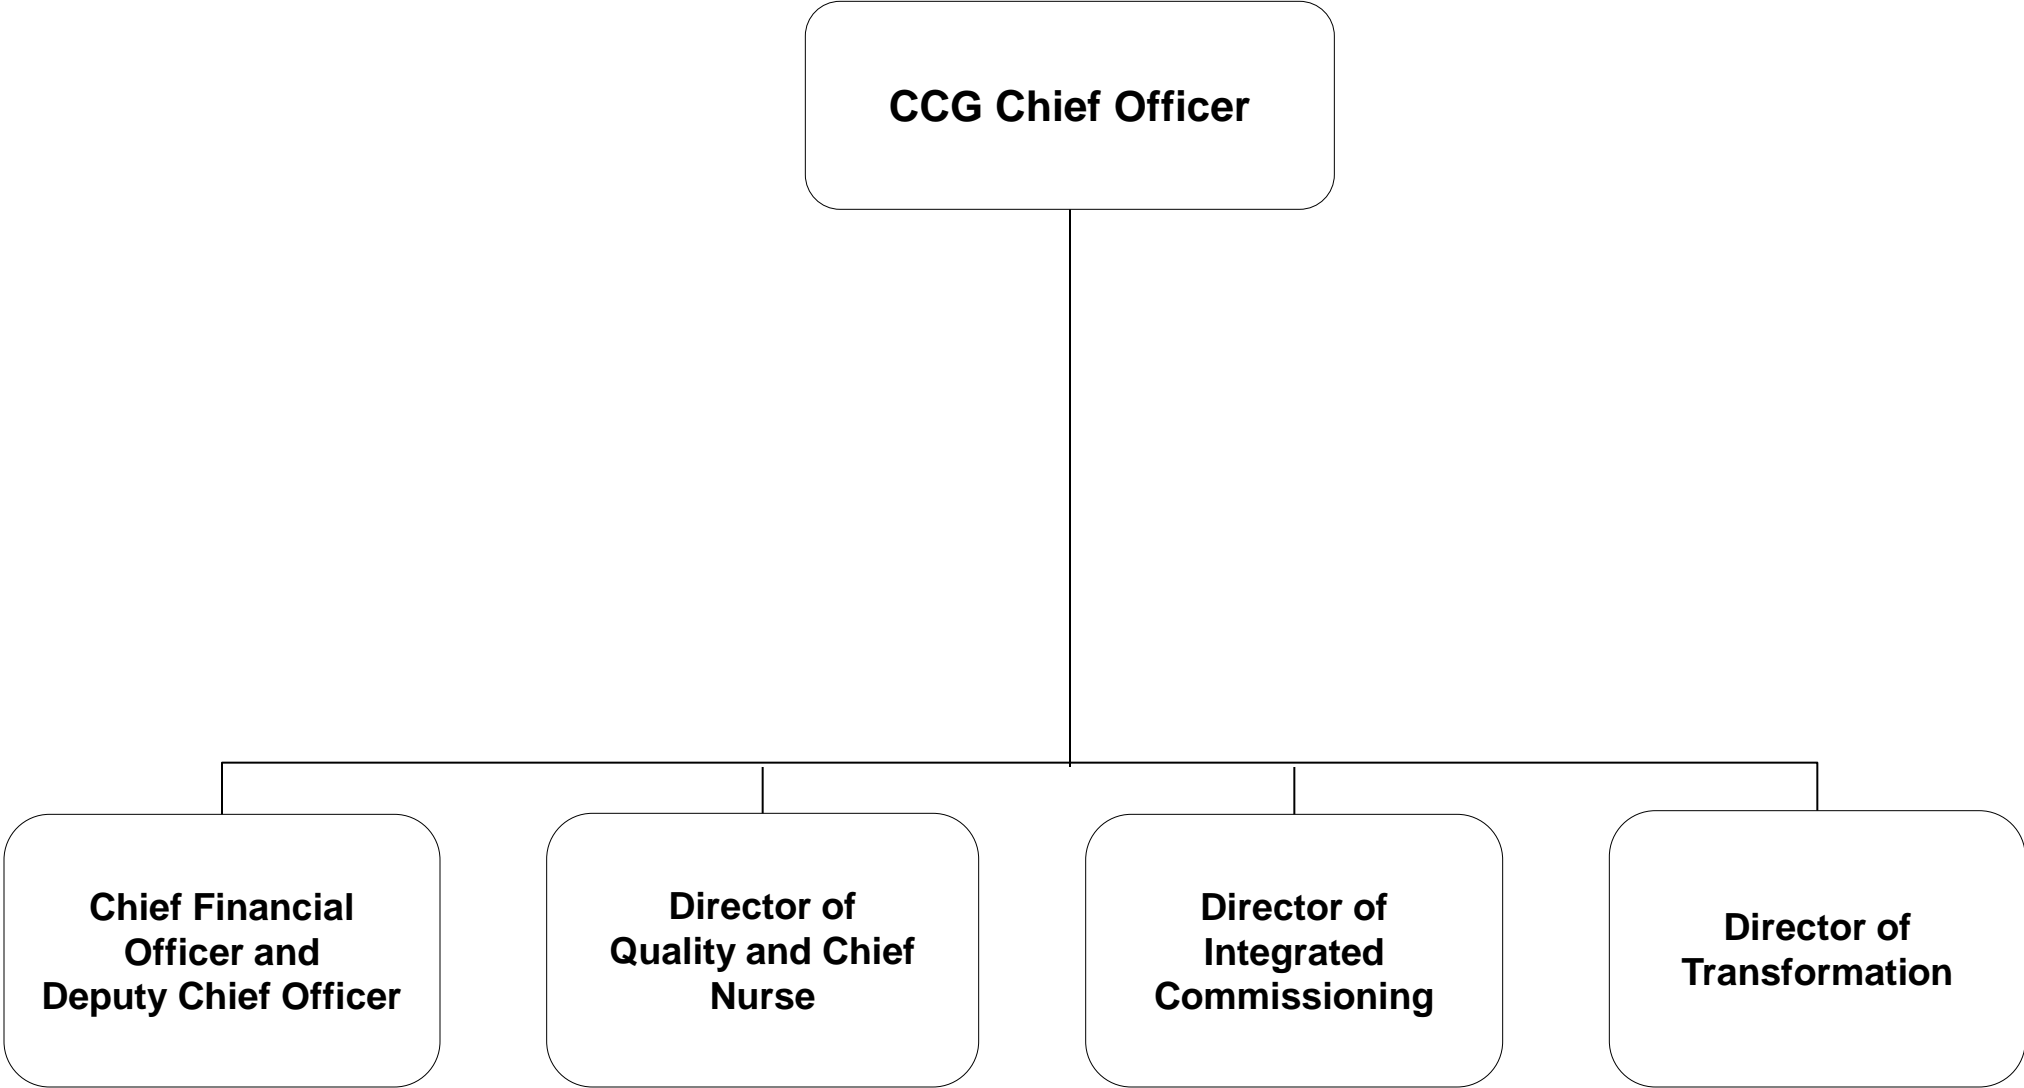 CCG Chief Officer
Chief Financial
Officer and
Deputy Chief Officer
Director of
Quality and Chief
Nurse
Director of
Integrated
Commissioning
Director of
Transformation